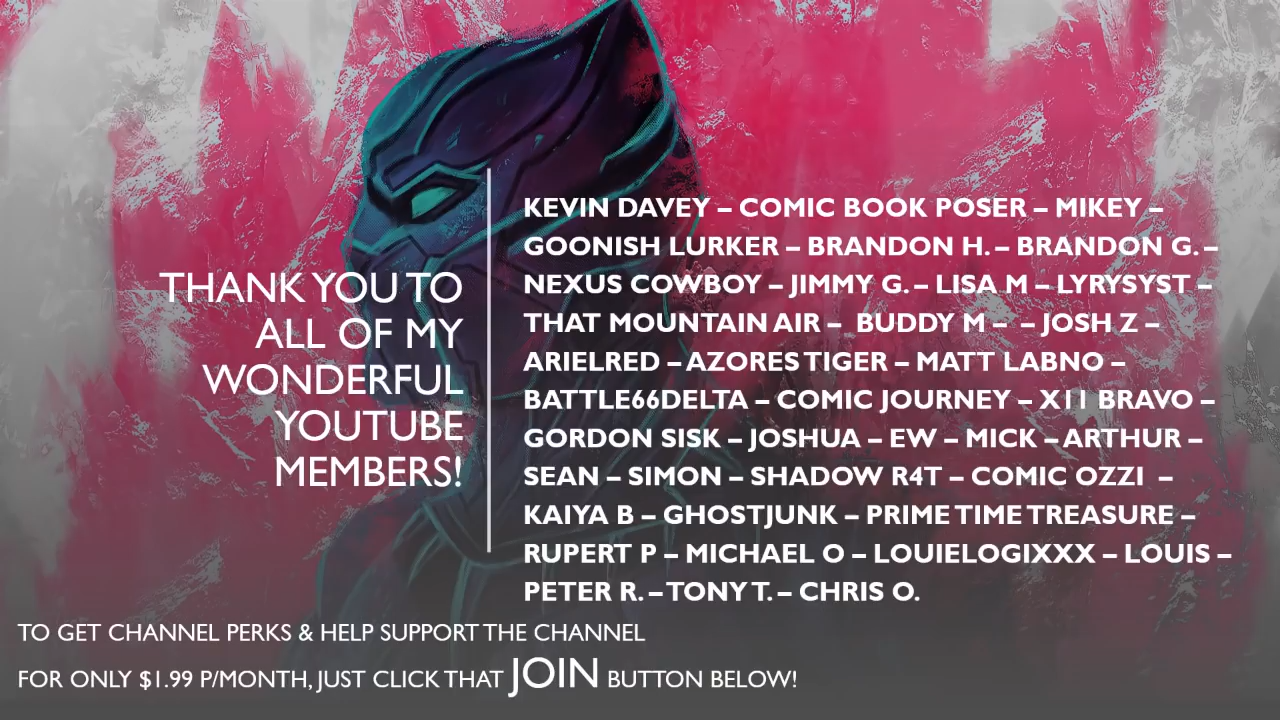 THANK YOU TO
ALL OF MY
WONDERFUL
YOUTUBE
MEMBERS!
KEVIN DAVEY – COMIC BOOK POSER – MIKEY –
GOONISH LURKER – BRANDON H. – BRANDON G. –
NEXUS COWBOY – JIMMY G. – LISA M – LYRYSYST –
THAT MOUNTAIN AIR – BUDDY M – – JOSH Z –
ARIELRED – AZORES TIGER – MATT LABNO –
BATTLE66DELTA – COMIC JOURNEY – X11 BRAVO –
GORDON SISK – JOSHUA – EW – MICK – ARTHUR –
SEAN – SIMON – SHADOW R4T – COMIC OZZI –
KAIYA B – GHOSTJUNK – PRIME TIME TREASURE –
RUPERT P – MICHAEL O – LOUIELOGIXXX – LOUIS –
PETER R. – TONY T. – CHRIS O.
TO GET CHANNEL PERKS & HELP SUPPORT THE CHANNEL
FOR ONLY $1.99 P/MONTH, JUST CLICK THAT JOIN BUTTON BELOW!